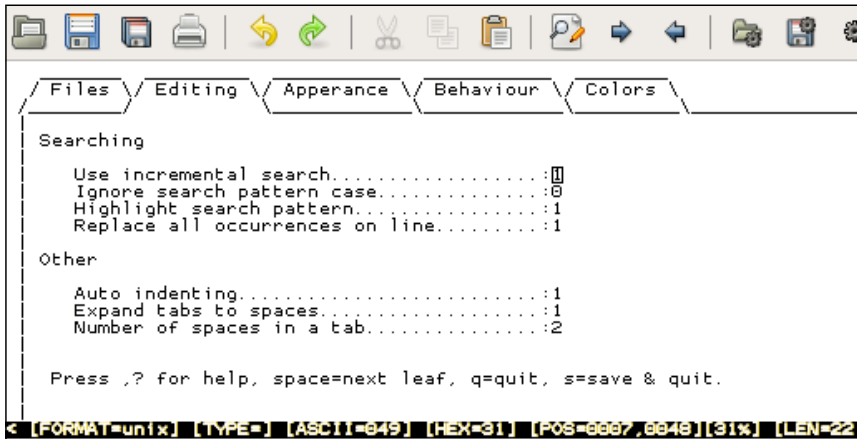 / Files \/ Editing \/ Apperance \/ Behaviour \/ Colors \
Searching
Use incremental search..................:1
Ignore search pattern case..............:0
Highlight search pattern................:1
Replace all occurrences on line.........:1
Other
Auto indenting..........................:1
Expand tabs to spaces...................:1
Number of spaces in a tab...............:2
Press ,? for help, space=next leaf, q=quit, s=save & quit.
< [FORMAT=unix] [TYPE=] [ASCII=049] [HEX=31] [POS=0007,0048][31%] [LEN=22